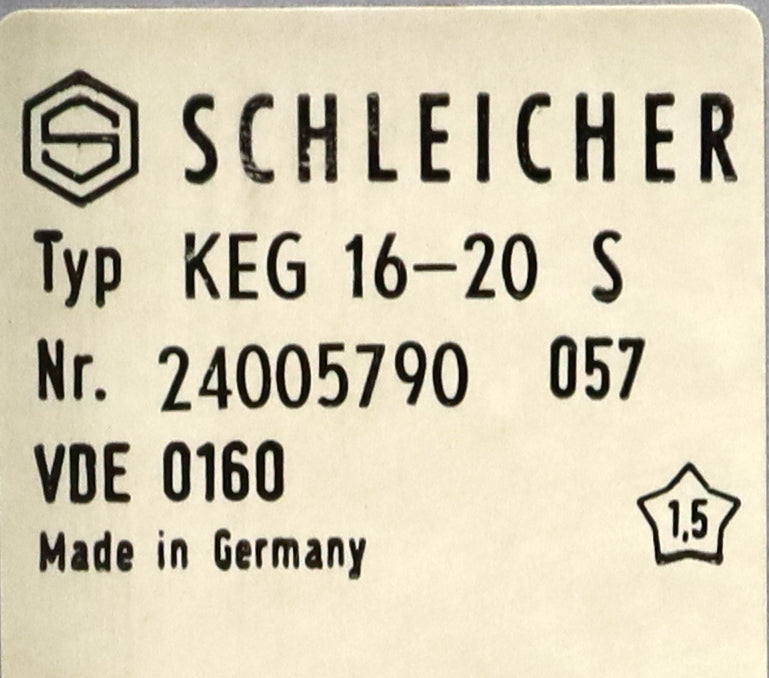 SCHLEICHER
Typ KEG 16-20 S
Nr. 24005790 057
VDE 0160
1,5
Made in Germany